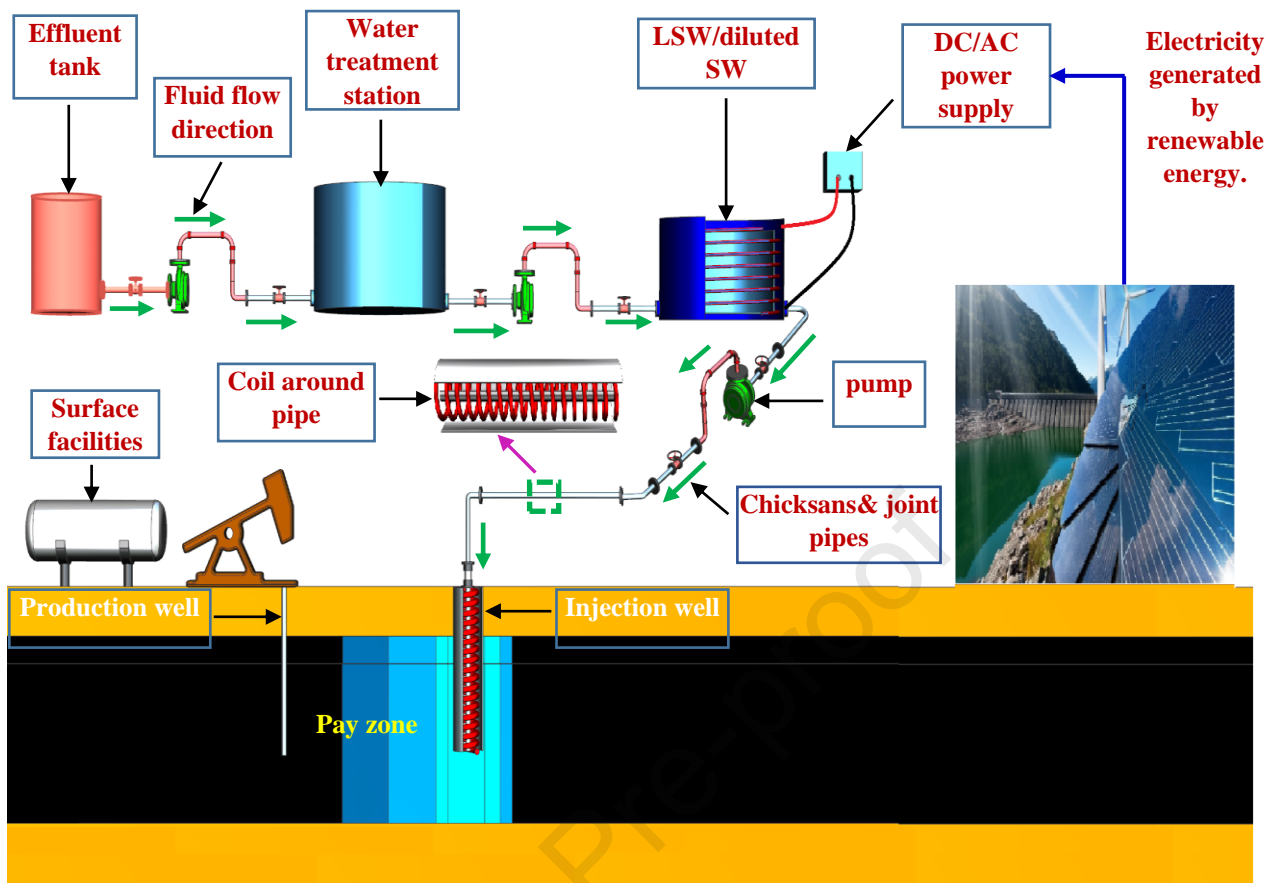 Effluent
tank
Water
treatment
station
LSW/diluted
SW
DC/AC
power
supply
Electricity
generated
by
renewable
energy.
Fluid flow
direction
Coil around
pipe
pump
Surface
facilities
Chicksans& joint
pipes
Production well
Injection well
Pay zone
Pre-proof